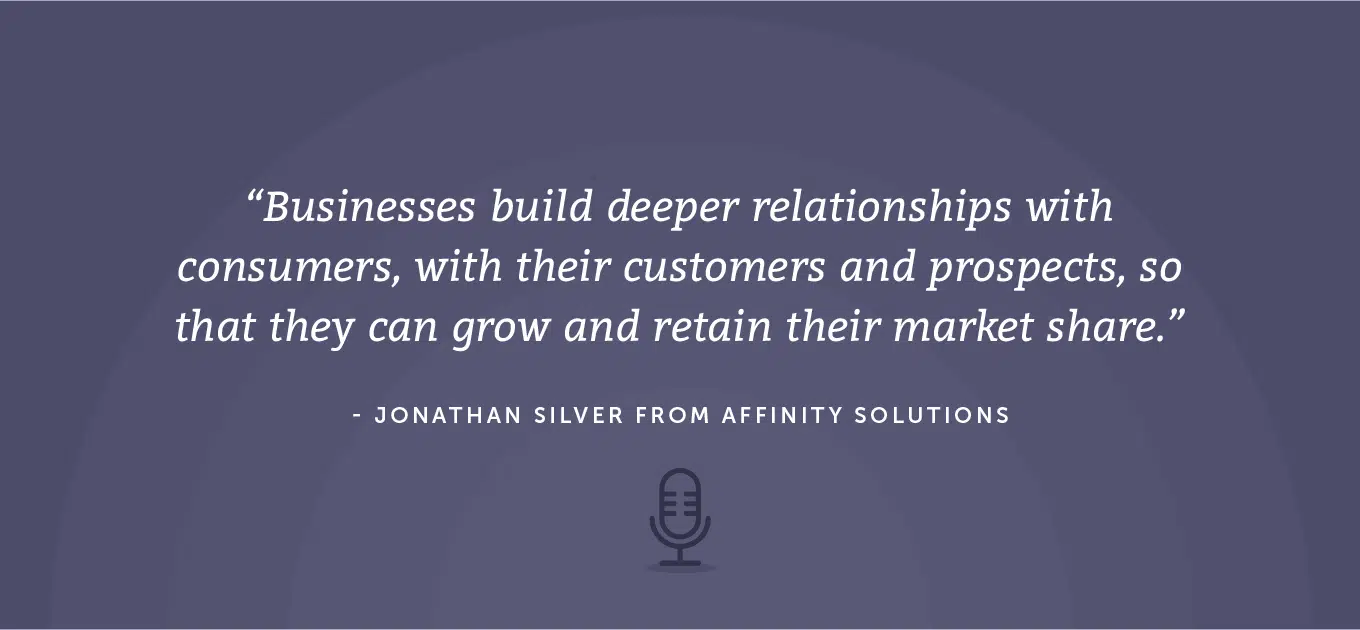 “Businesses build deeper relationships with
consumers, with their customers and prospects, so
that they can grow and retain their market share.”
- JONATHAN SILVER FROM AFFINITY SOLUTIONS